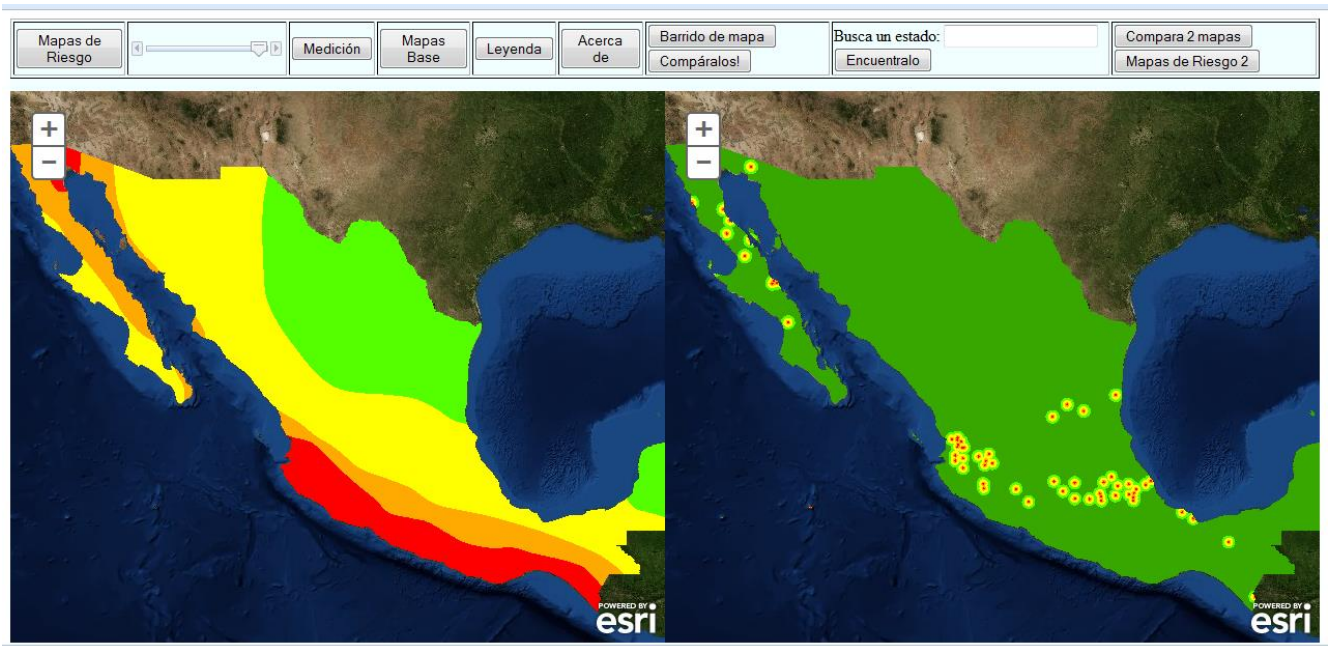 Mapas de
Riesgo
Medición
Mapas
Base
Leyenda
Acerca
de
Barrido de mapa
Compáralos!
Busca un estado:
Encuentralo
Compara 2 mapas
Mapas de Riesgo 2
+
−
+
−
POWERED BY
esri
POWERED BY
esri